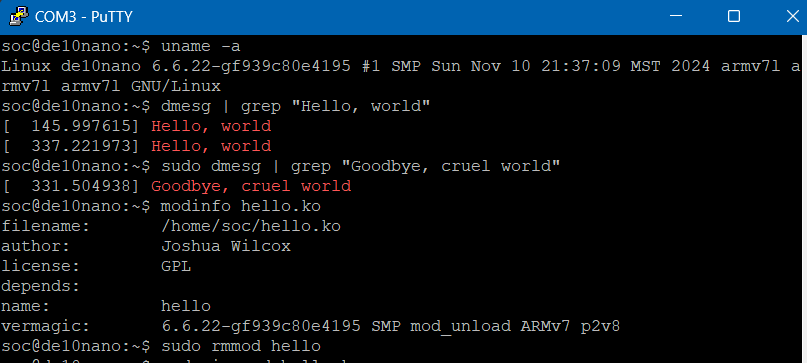 COM3 - PuTTY
soc@de10nano:~$ uname -a
Linux de10nano 6.6.22-gf939c80e4195 #1 SMP Sun Nov 10 21:37:09 MST 2024 armv7l a
rmv7l armv7l GNU/Linux
soc@de10nano:~$ dmesg | grep "Hello, world"
[  145.997615] Hello, world
[  337.221973] Hello, world
soc@de10nano:~$ sudo dmesg | grep "Goodbye, cruel world"
[  331.504938] Goodbye, cruel world
soc@de10nano:~$ modinfo hello.ko
filename:       /home/soc/hello.ko
author:         Joshua Wilcox
license:        GPL
depends:
name:           hello
vermagic:       6.6.22-gf939c80e4195 SMP mod_unload ARMv7 p2v8
soc@de10nano:~$ sudo rmmod hello